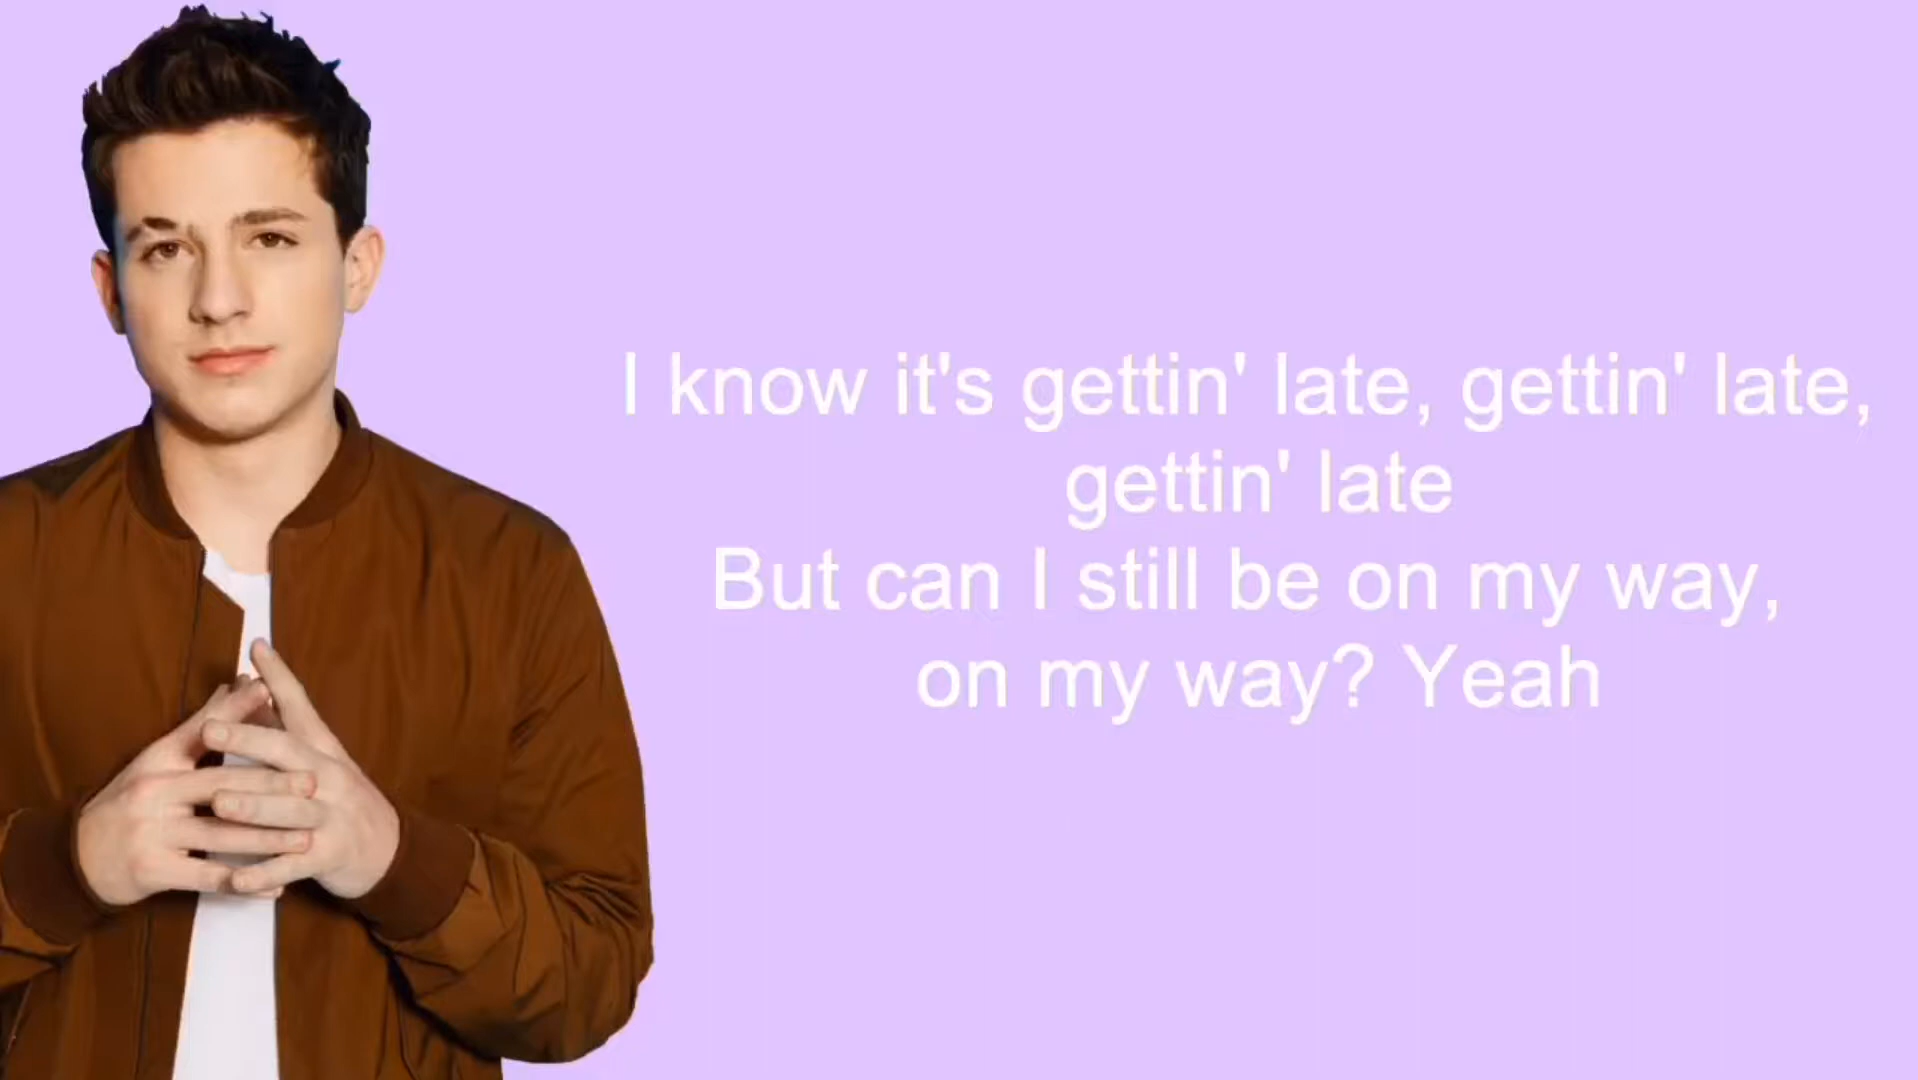 I know it's gettin' late, gettin' late,
gettin' late
But can I still be on my way,
on my way? Yeah